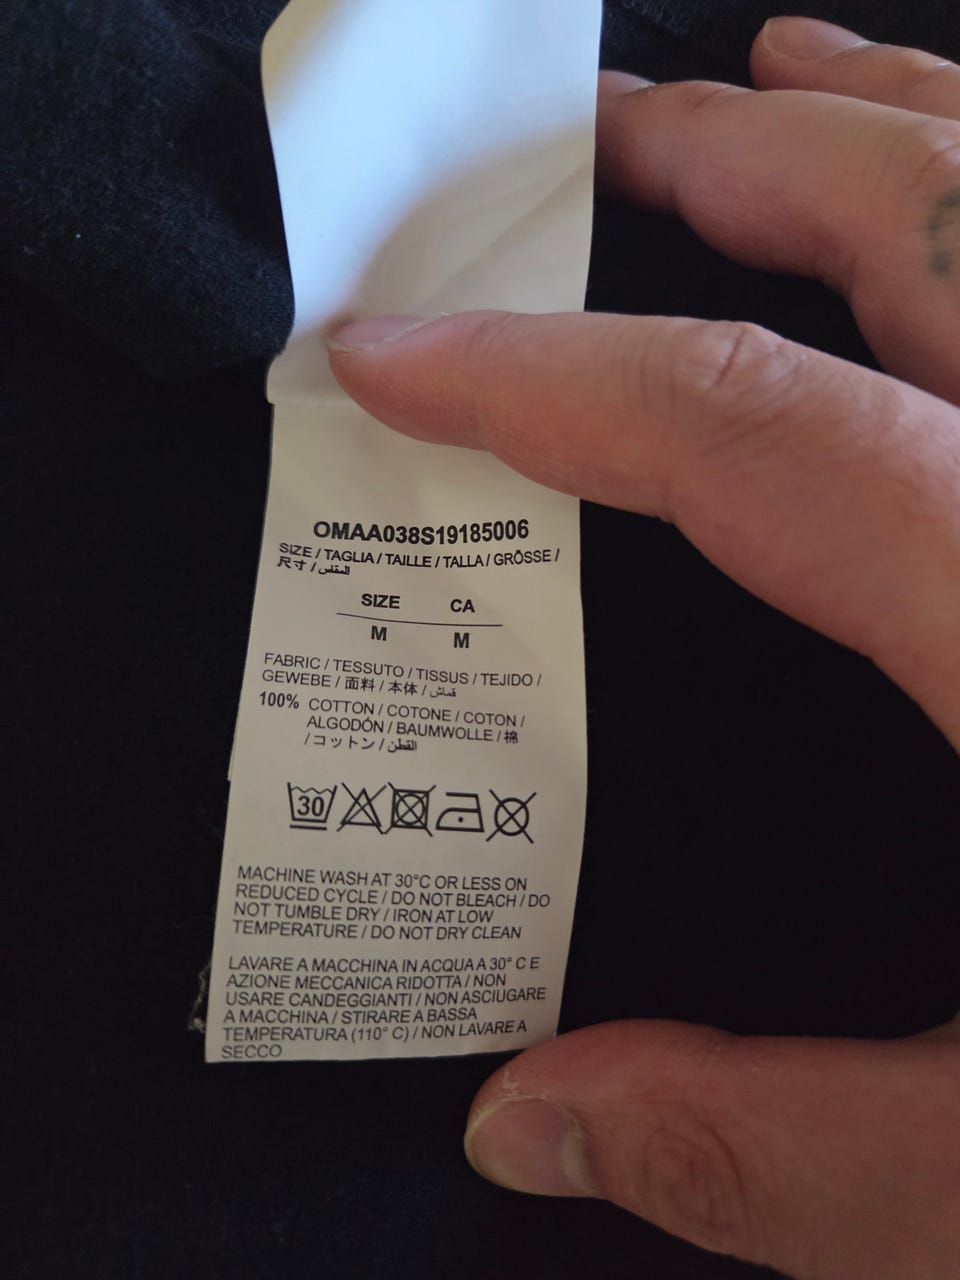 OMAA038S19185006
SIZE / TAGLIA / TAILLE / TALLA / GRÖSSE /
尺寸 / المقاس
SIZE CA
M M
FABRIC / TESSUTO / TISSUS / TEJIDO /
GEWEBE / 面料 / 本体 / قماش
100% COTTON / COTONE / COTON /
ALGODÓN / BAUMWOLLE / 棉
/ コットン / القطن
30
MACHINE WASH AT 30°C OR LESS ON
REDUCED CYCLE / DO NOT BLEACH / DO
NOT TUMBLE DRY / IRON AT LOW
TEMPERATURE / DO NOT DRY CLEAN
LAVARE A MACCHINA IN ACQUA A 30° C E
AZIONE MECCANICA RIDOTTA / NON
USARE CANDEGGIANTI / NON ASCIUGARE
A MACCHINA / STIRARE A BASSA
TEMPERATURA (110° C) / NON LAVARE A
SECCO